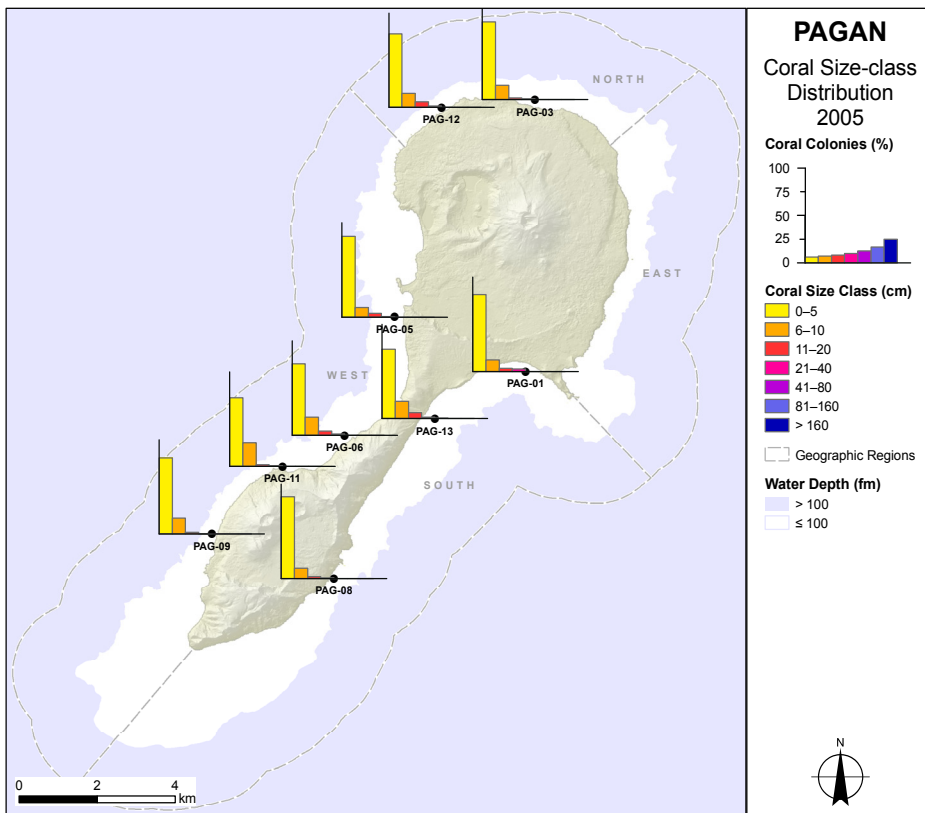 PAGAN
Coral Size-class
Distribution
2005
Coral Colonies (%)
100
75
50
25
0
Coral Size Class (cm)
0–5
6–10
11–20
21–40
41–80
81–160
> 160
Geographic Regions
Water Depth (fm)
> 100
≤ 100
N
NORTH
PAG-12
PAG-03
EAST
PAG-05
WEST
PAG-01
PAG-13
PAG-06
PAG-11
SOUTH
PAG-09
PAG-08
0 2 4
km